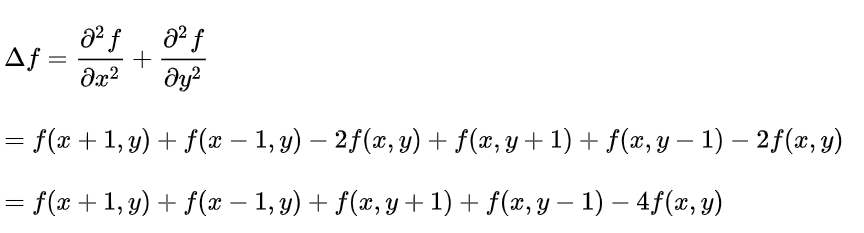 Δf = ∂²f/∂x² + ∂²f/∂y²
= f(x + 1, y) + f(x − 1, y) − 2f(x, y) + f(x, y + 1) + f(x, y − 1) − 2f(x, y)
= f(x + 1, y) + f(x − 1, y) + f(x, y + 1) + f(x, y − 1) − 4f(x, y)